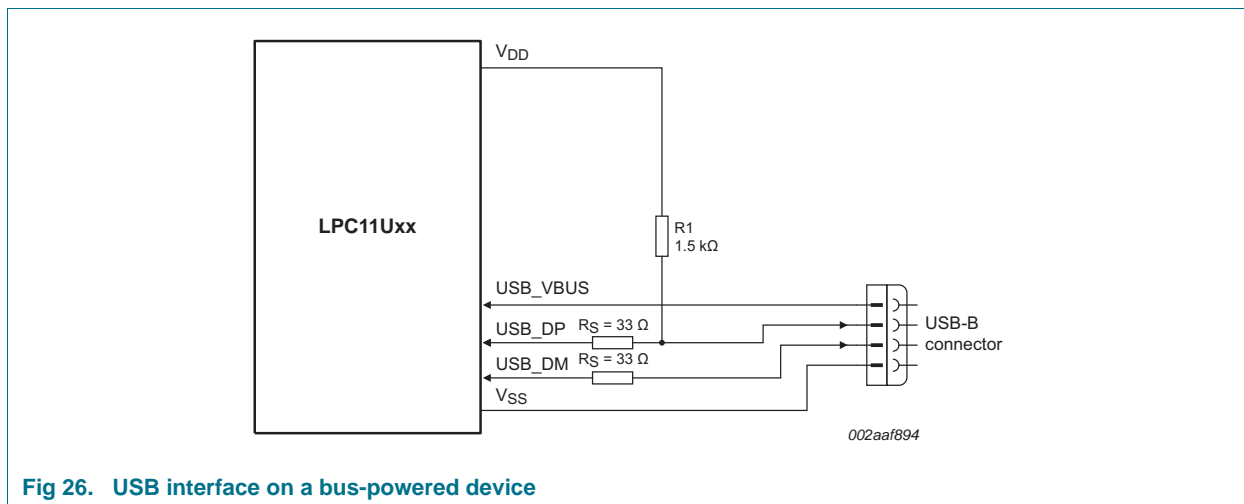 VDD
LPC11Uxx
R1
1.5 kΩ
USB_VBUS
USB_DP RS = 33 Ω
USB-B
connector
USB_DM RS = 33 Ω
VSS
002aaf894
Fig 26. USB interface on a bus-powered device